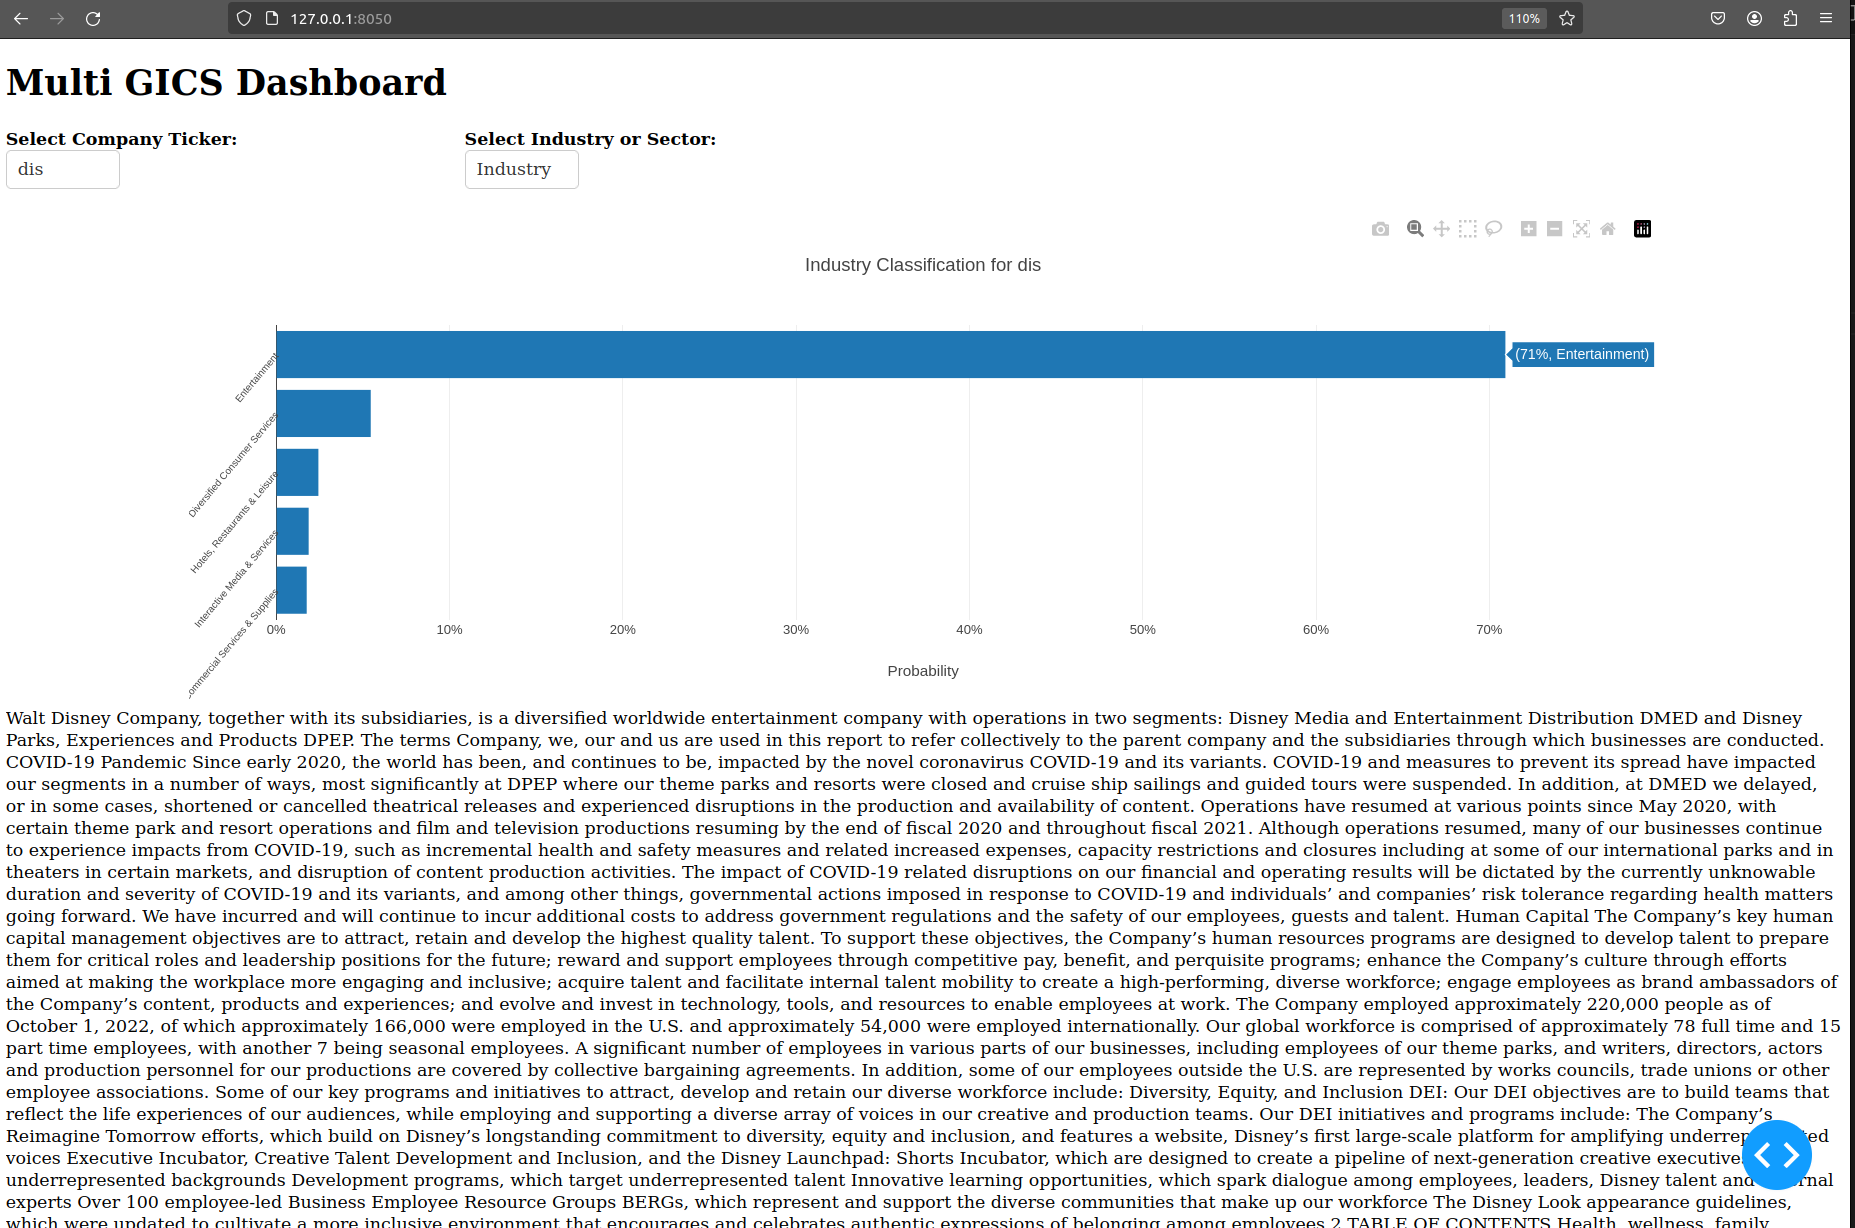 127.0.0.1:8050
110%
Multi GICS Dashboard
Select Company Ticker:
Select Industry or Sector:
dis
Industry
Industry Classification for dis
Entertainment
(71%, Entertainment)
Diversified Consumer Services
Hotels, Restaurants & Leisure
Interactive Media & Services
Services & Supplies
0%
10%
20%
30%
40%
50%
60%
70%
Probability
Walt Disney Company, together with its subsidiaries, is a diversified worldwide entertainment company with operations in two segments: Disney Media and Entertainment Distribution DMED and Disney
Parks, Experiences and Products DPEP. The terms Company, we, our and us are used in this report to refer collectively to the parent company and the subsidiaries through which businesses are conducted.
COVID-19 Pandemic Since early 2020, the world has been, and continues to be, impacted by the novel coronavirus COVID-19 and its variants. COVID-19 and measures to prevent its spread have impacted
our segments in a number of ways, most significantly at DPEP where our theme parks and resorts were closed and cruise ship sailings and guided tours were suspended. In addition, at DMED we delayed,
or in some cases, shortened or cancelled theatrical releases and experienced disruptions in the production and availability of content. Operations have resumed at various points since May 2020, with
certain theme park and resort operations and film and television productions resuming by the end of fiscal 2020 and throughout fiscal 2021. Although operations resumed, many of our businesses continue
to experience impacts from COVID-19, such as incremental health and safety measures and related increased expenses, capacity restrictions and closures including at some of our international parks and in
theaters in certain markets, and disruption of content production activities. The impact of COVID-19 related disruptions on our financial and operating results will be dictated by the currently unknowable
duration and severity of COVID-19 and its variants, and among other things, governmental actions imposed in response to COVID-19 and individuals’ and companies’ risk tolerance regarding health matters
going forward. We have incurred and will continue to incur additional costs to address government regulations and the safety of our employees, guests and talent. Human Capital The Company’s key human
capital management objectives are to attract, retain and develop the highest quality talent. To support these objectives, the Company’s human resources programs are designed to develop talent to prepare
them for critical roles and leadership positions for the future; reward and support employees through competitive pay, benefit, and perquisite programs; enhance the Company’s culture through efforts
aimed at making the workplace more engaging and inclusive; acquire talent and facilitate internal talent mobility to create a high-performing, diverse workforce; engage employees as brand ambassadors of
the Company’s content, products and experiences; and evolve and invest in technology, tools, and resources to enable employees at work. The Company employed approximately 220,000 people as of
October 1, 2022, of which approximately 166,000 were employed in the U.S. and approximately 54,000 were employed internationally. Our global workforce is comprised of approximately 78 full time and 15
part time employees, with another 7 being seasonal employees. A significant number of employees in various parts of our businesses, including employees of our theme parks, and writers, directors, actors
and production personnel for our productions are covered by collective bargaining agreements. In addition, some of our employees outside the U.S. are represented by works councils, trade unions or other
employee associations. Some of our key programs and initiatives to attract, develop and retain our diverse workforce include: Diversity, Equity, and Inclusion DEI: Our DEI objectives are to build teams that
reflect the life experiences of our audiences, while employing and supporting a diverse array of voices in our creative and production teams. Our DEI initiatives and programs include: The Company’s
Reimagine Tomorrow efforts, which build on Disney’s longstanding commitment to diversity, equity and inclusion, and features a website, Disney’s first large-scale platform for amplifying
voices Executive Incubator, Creative Talent Development and Inclusion, and the Disney Launchpad: Shorts Incubator, which are designed to create a pipeline of next-generation creative
underrepresented backgrounds Development programs, which target underrepresented talent Innovative learning opportunities, which spark dialogue among employees, leaders, Disney talent and
experts Over 100 employee-led Business Employee Resource Groups BERGs, which represent and support the diverse communities that make up our workforce The Disney Look appearance guidelines,
which were updated to cultivate a more inclusive environment that encourages and celebrates authentic expressions of belonging among employees 2 TABLE OF CONTENTS Health, wellness, family